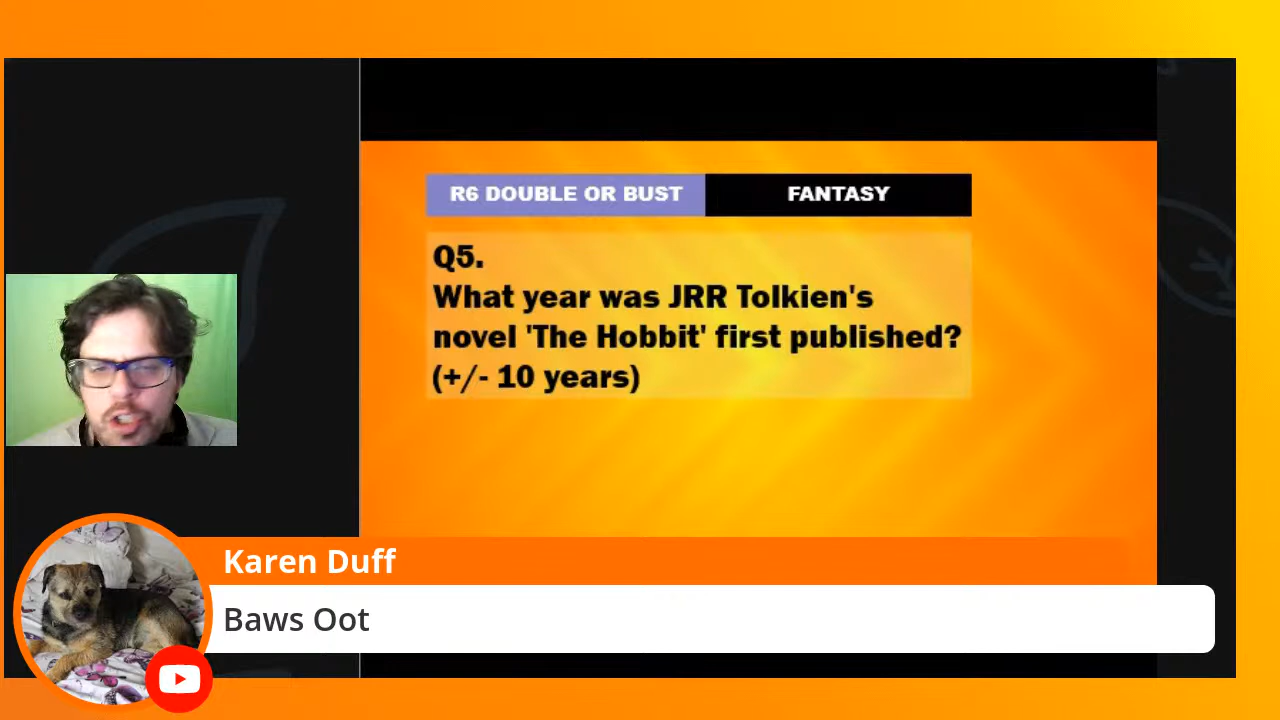 R6 DOUBLE OR BUST
FANTASY
Q5.
What year was JRR Tolkien's
novel 'The Hobbit' first published?
(+/- 10 years)
Karen Duff
Baws Oot